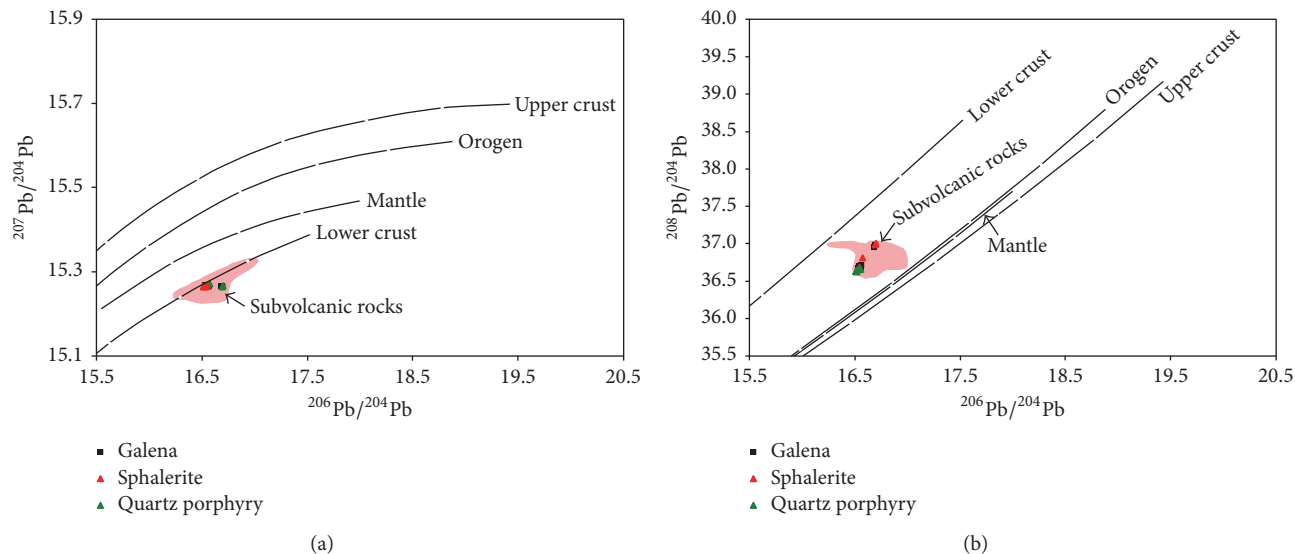 15.9
15.7
15.5
15.3
15.1
²⁰⁷Pb/²⁰⁴Pb
Upper crust
Orogen
Mantle
Lower crust
Subvolcanic rocks
15.5 16.5 17.5 18.5 19.5 20.5
²⁰⁶Pb/²⁰⁴Pb
Galena
Sphalerite
Quartz porphyry
(a)
40.0
39.5
39.0
38.5
38.0
37.5
37.0
36.5
36.0
35.5
²⁰⁸Pb/²⁰⁴Pb
Lower crust
Orogen
Upper crust
Subvolcanic rocks
Mantle
15.5 16.5 17.5 18.5 19.5 20.5
²⁰⁶Pb/²⁰⁴Pb
Galena
Sphalerite
Quartz porphyry
(b)